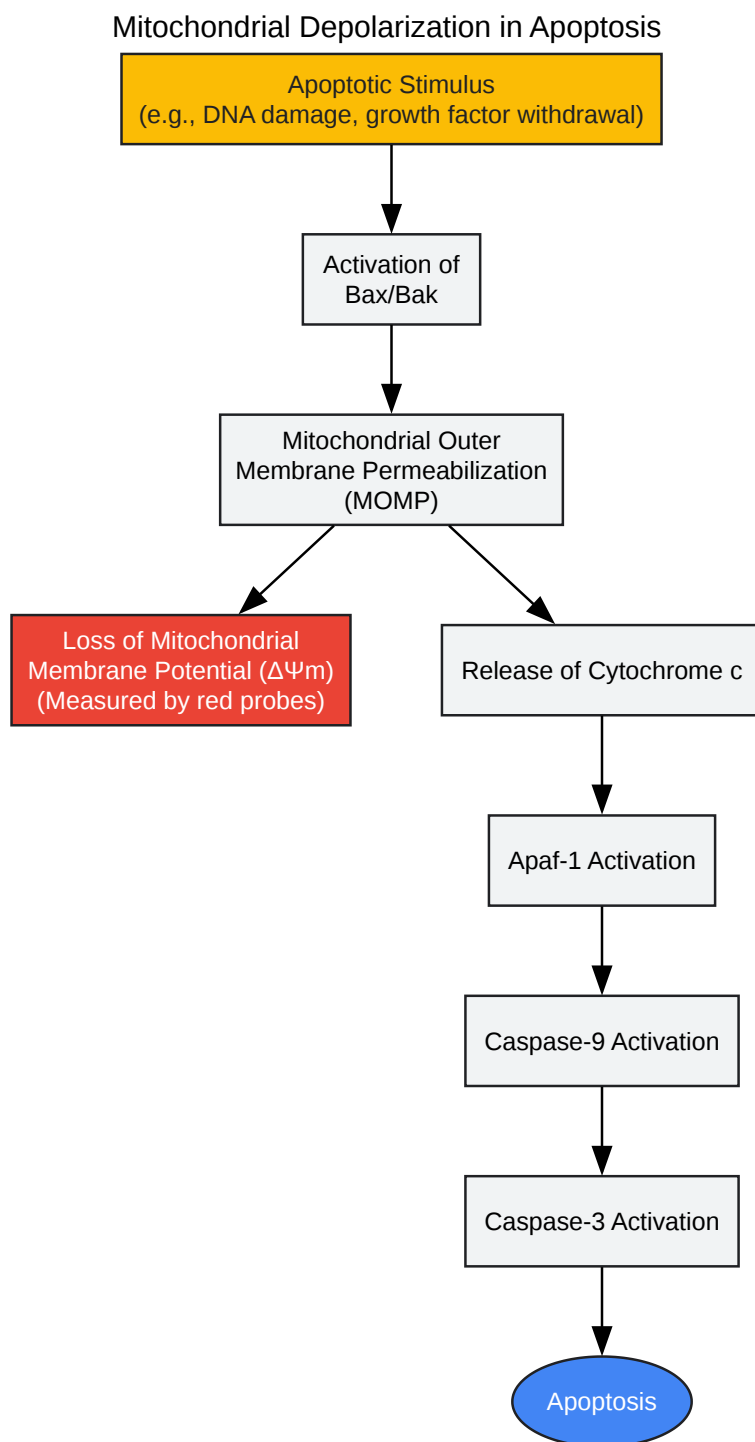 Mitochondrial Depolarization in Apoptosis
Apoptotic Stimulus
(e.g., DNA damage, growth factor withdrawal)
Activation of
Bax/Bak
Mitochondrial Outer
Membrane Permeabilization
(MOMP)
Loss of Mitochondrial
Membrane Potential (ΔΨm)
(Measured by red probes)
Release of Cytochrome c
Apaf-1 Activation
Caspase-9 Activation
Caspase-3 Activation
Apoptosis